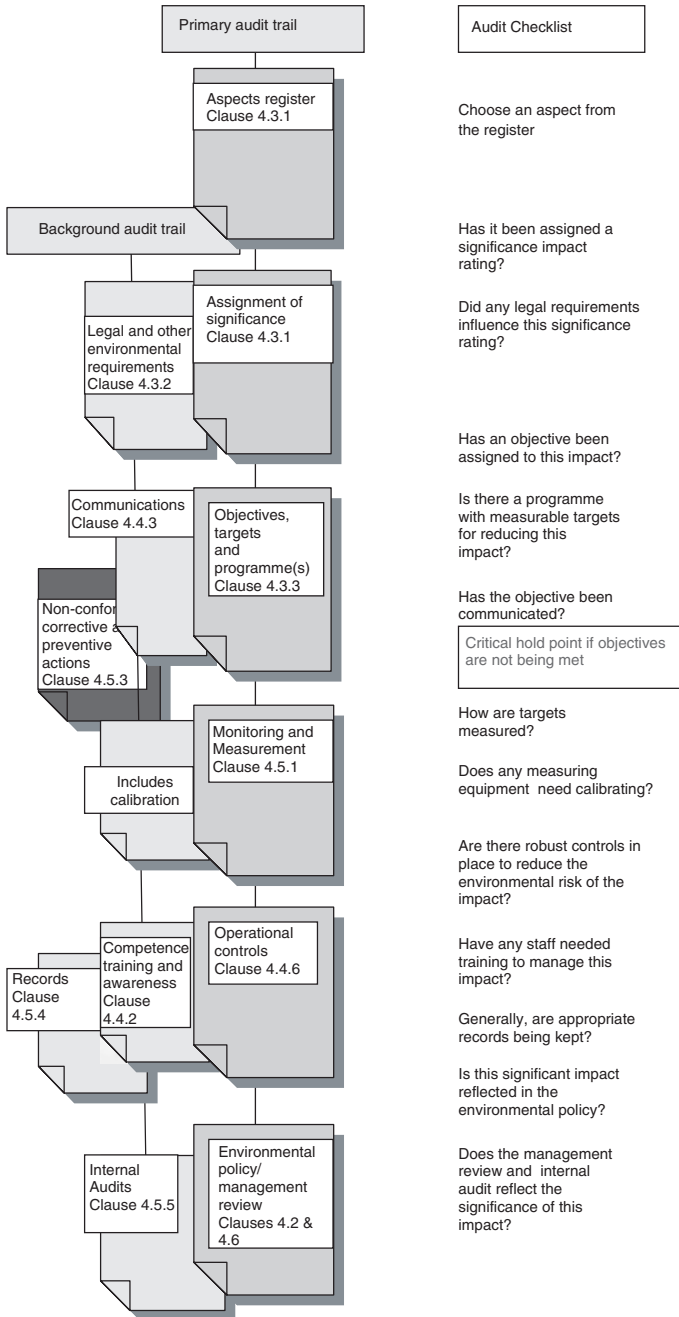 Primary audit trail
Audit Checklist
Aspects register
Clause 4.3.1
Choose an aspect from
the register
Background audit trail
Has it been assigned a
significance impact
rating?
Assignment of
significance
Clause 4.3.1
Legal and other
environmental
requirements
Clause 4.3.2
Did any legal requirements
influence this significance
rating?
Has an objective been
assigned to this impact?
Communications
Clause 4.4.3
Objectives,
targets
and
programme(s)
Clause 4.3.3
Is there a programme
with measurable targets
for reducing this
impact?
Non-confor
corrective a
preventive
actions
Clause 4.5.3
Has the objective been
communicated?
Critical hold point if objectives
are not being met
Monitoring and
Measurement
Clause 4.5.1
How are targets
measured?
Includes
calibration
Does any measuring
equipment need calibrating?
Are there robust controls in
place to reduce the
environmental risk of the
impact?
Operational
controls
Clause 4.4.6
Competence
training and
awareness
Clause
4.4.2
Records
Clause
4.5.4
Have any staff needed
training to manage this
impact?
Generally, are appropriate
records being kept?
Is this significant impact
reflected in the
environmental policy?
Environmental
policy/
management
review
Clauses 4.2 &
4.6
Internal
Audits
Clause 4.5.5
Does the management
review and internal
audit reflect the
significance of this
impact?